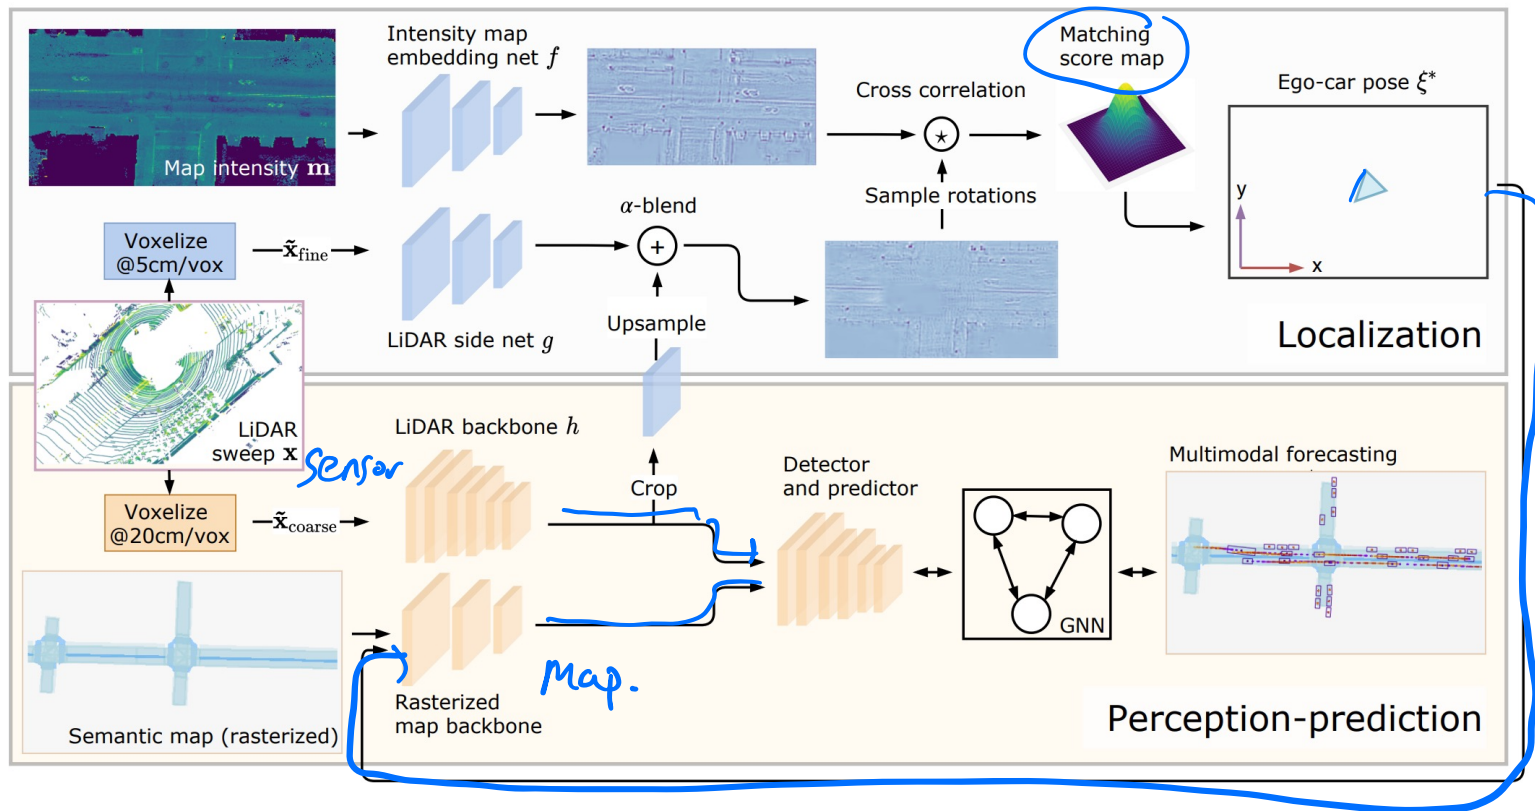 Intensity map
embedding net f
Map intensity m
Matching
score map
Cross correlation
⋆
Sample rotations
Ego-car pose ξ*
y
x
Localization
Voxelize
@5cm/vox
x̃fine
α-blend
+
LiDAR side net g
Upsample
LiDAR
sweep x
Sensor
Voxelize
@20cm/vox
x̃coarse
LiDAR backbone h
Crop
Detector
and predictor
GNN
Multimodal forecasting
Semantic map (rasterized)
Rasterized
map backbone
Map.
Perception-prediction